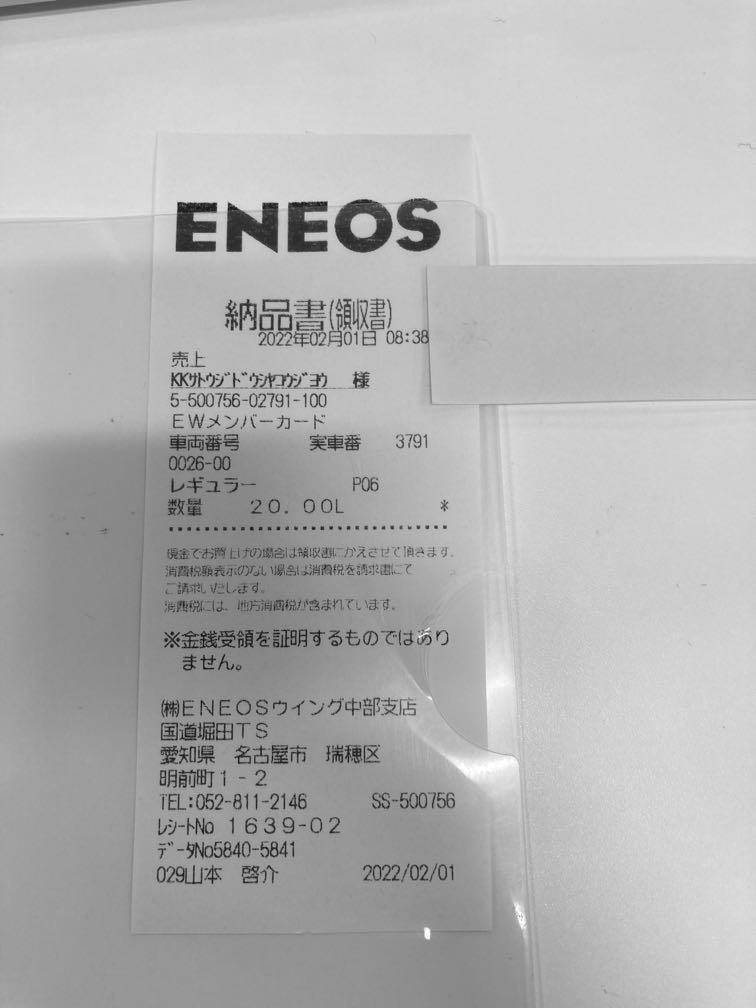 ENEOS
納品書(領収書)
2022年02月01日 08:38
売上
KKサトウジドウシャコウジヨウ 様
5-500756-02791-100
EWメンバーカード
車両番号 実車番 3791
0026-00
レギュラー P06
数量 20.00L *
現金でお買上げの場合は領収書にかえさせて頂きます。
消費税額表示のない場合は消費税を請求書にて
ご請求いたします。
消費税には、地方消費税が含まれています。
※金銭受領を証明するものではあり
ません。
(株)ENEOSウイング中部支店
国道堀田TS
愛知県 名古屋市 瑞穂区
明前町1-2
TEL:052-811-2146 SS-500756
レシートNo 1639-02
データNo5840-5841
029山本 啓介 2022/02/01